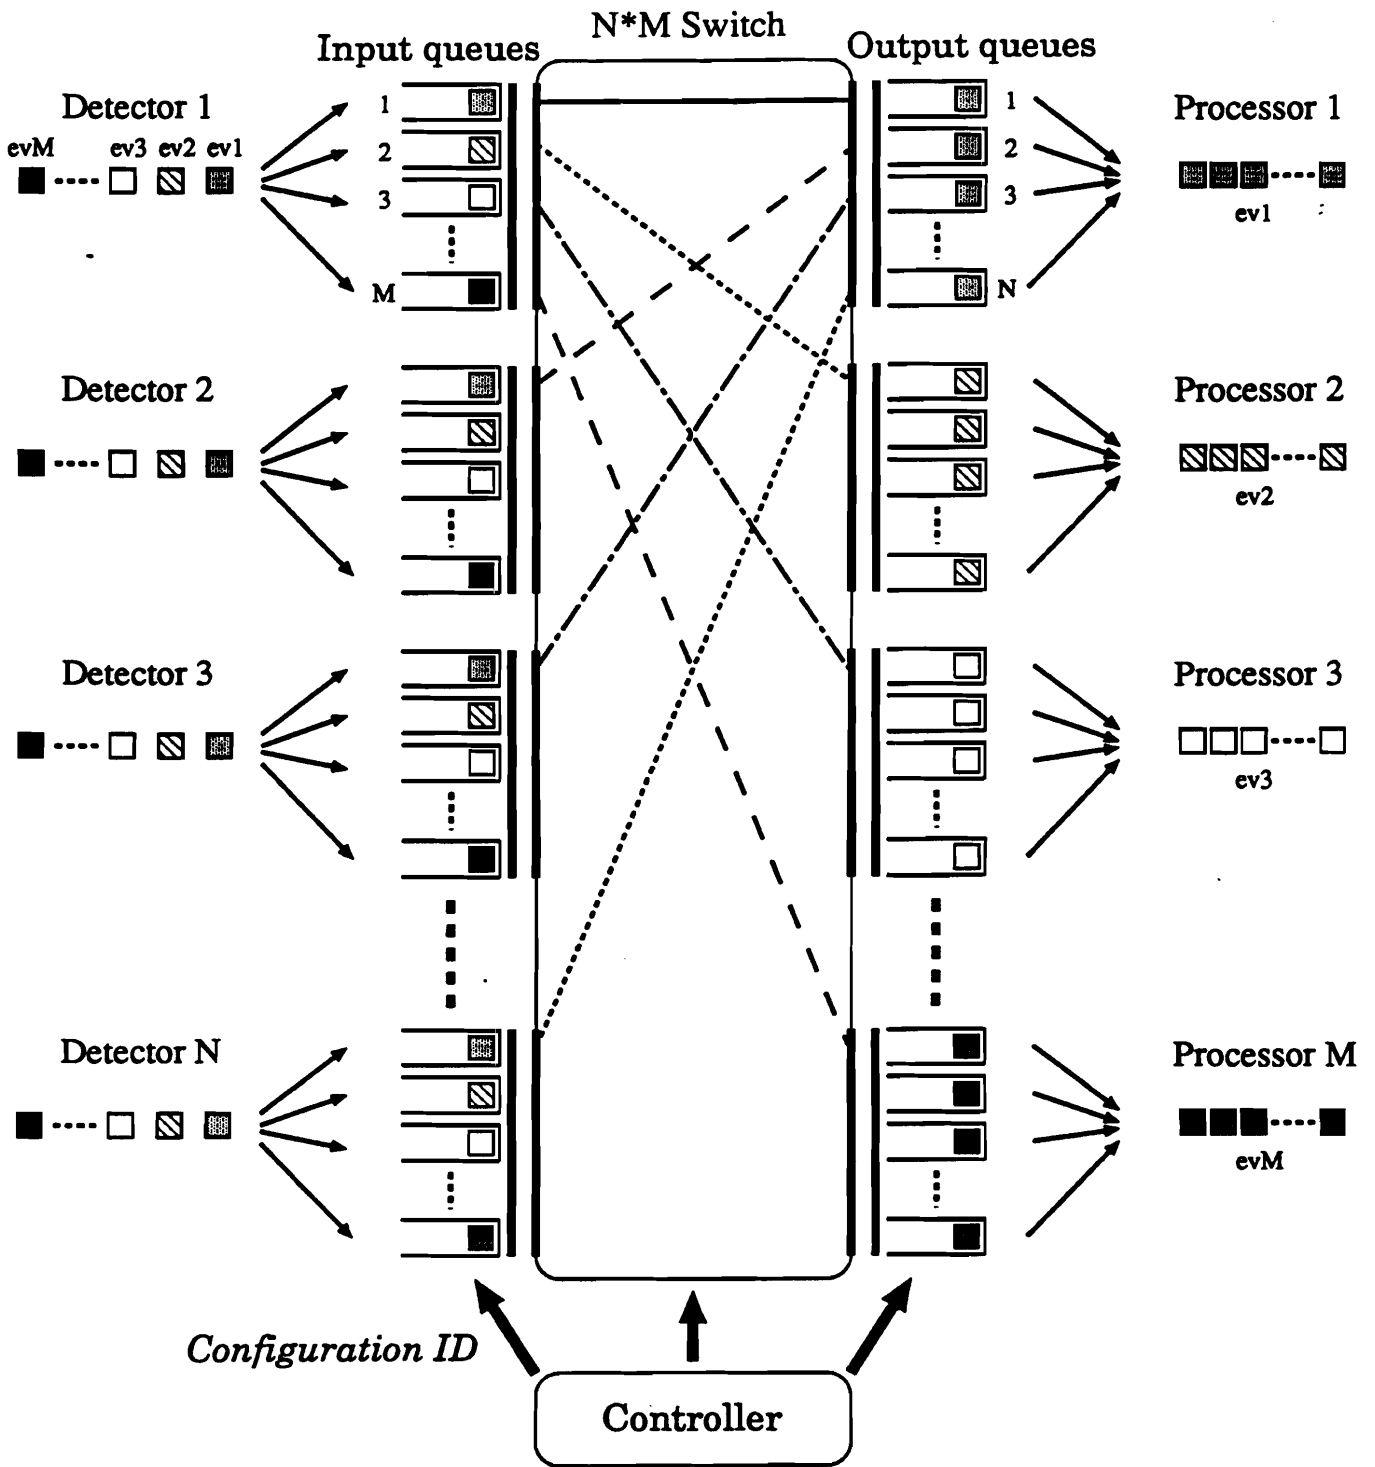 N*M Switch
Input queues
Output queues
Detector 1
evM ev3 ev2 ev1
1
2
3
M
1
2
3
N
Processor 1
ev1
Detector 2
Processor 2
ev2
Detector 3
Processor 3
ev3
Detector N
Processor M
evM
Configuration ID
Controller